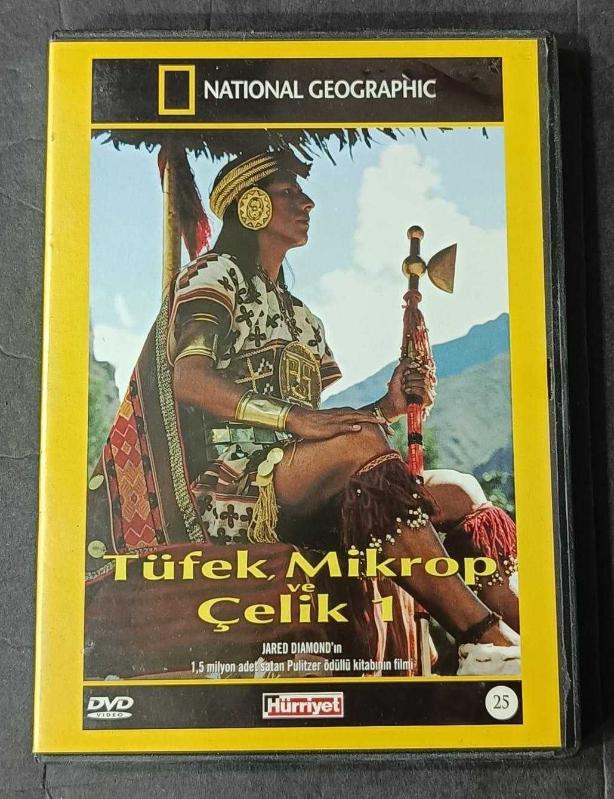 NATIONAL GEOGRAPHIC
Tüfek, Mikrop
ve
Çelik 1
JARED DIAMOND'ın
1,5 milyon adet satan Pulitzer ödüllü kitabının filmi
DVD
VIDEO
Hürriyet
25